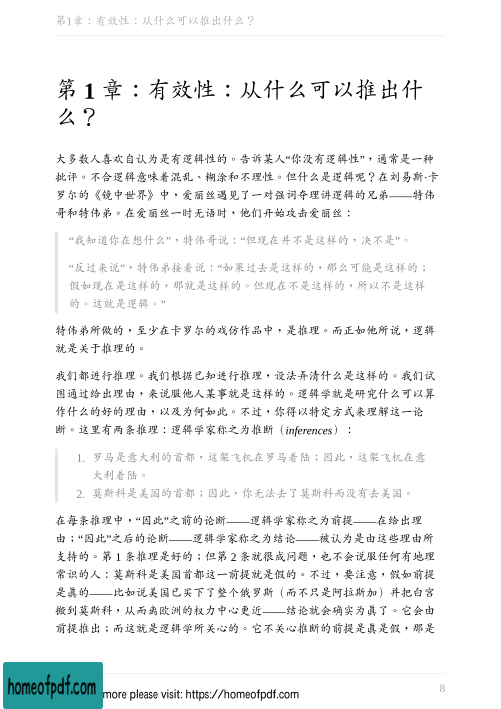 第1章：有效性：从什么可以推出什么？
第 1 章：有效性：从什么可以推出什
么？
大多数人喜欢自认为是有逻辑性的。告诉某人“你没有逻辑性”，通常是一种
批评。不合逻辑意味着混乱、糊涂和不理性。但什么是逻辑呢？在刘易斯·卡
罗尔的《镜中世界》中，爱丽丝遇见了一对强词夺理讲逻辑的兄弟——特伟
哥和特伟弟。在爱丽丝一时无语时，他们开始攻击爱丽丝：
“我知道你在想什么”，特伟哥说：“但现在并不是这样的，决不是”。
“反过来说”，特伟弟接着说：“如果过去是这样的，那么可能是这样的；
假如现在是这样的，那就是这样的。但现在不是这样的，所以不是这样
的。这就是逻辑。”
特伟弟所做的，至少在卡罗尔的戏仿作品中，是推理。而正如他所说，逻辑
就是关于推理的。
我们都进行推理。我们根据已知进行推理，设法弄清什么是这样的。我们试
图通过给出理由，来说服他人某事就是这样的。逻辑学就是研究什么可以算
作什么的好的理由，以及为何如此。不过，你得以特定方式来理解这一论
断。这里有两条推理：逻辑学家称之为推断（inferences）：
1. 罗马是意大利的首都，这架飞机在罗马着陆；因此，这架飞机在意
大利着陆。
2. 莫斯科是美国的首都；因此，你无法去了莫斯科而没有去美国。
在每条推理中，“因此”之前的论断——逻辑学家称之为前提——在给出理
由；“因此”之后的论断——逻辑学家称之为结论——被认为是由这些理由所
支持的。第 1 条推理是好的；但第 2 条就很成问题，也不会说服任何有地理
常识的人：莫斯科是美国首都这一前提就是假的。不过，要注意，假如前提
是真的——比如说美国已买下了整个俄罗斯（而不只是阿拉斯加）并把白宫
搬到莫斯科，从而离欧洲的权力中心更近——结论就会确实为真了。它会由
前提推出；而这就是逻辑学所关心的。它不关心推断的前提是真是假，那是
8
homeofpdf.com
more please visit: https://homeofpdf.com